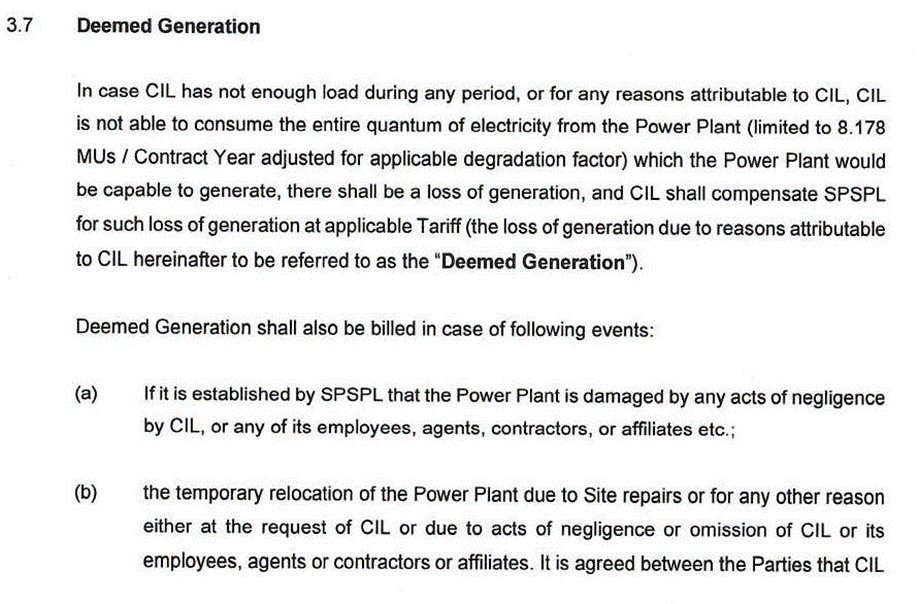 3.7 Deemed Generation
In case CIL has not enough load during any period, or for any reasons attributable to CIL, CIL
is not able to consume the entire quantum of electricity from the Power Plant (limited to 8.178
MUs / Contract Year adjusted for applicable degradation factor) which the Power Plant would
be capable to generate, there shall be a loss of generation, and CIL shall compensate SPSPL
for such loss of generation at applicable Tariff (the loss of generation due to reasons attributable
to CIL hereinafter to be referred to as the "Deemed Generation").
Deemed Generation shall also be billed in case of following events:
(a) If it is established by SPSPL that the Power Plant is damaged by any acts of negligence
by CIL, or any of its employees, agents, contractors, or affiliates etc.;
(b) the temporary relocation of the Power Plant due to Site repairs or for any other reason
either at the request of CIL or due to acts of negligence or omission of CIL or its
employees, agents or contractors or affiliates. It is agreed between the Parties that CIL